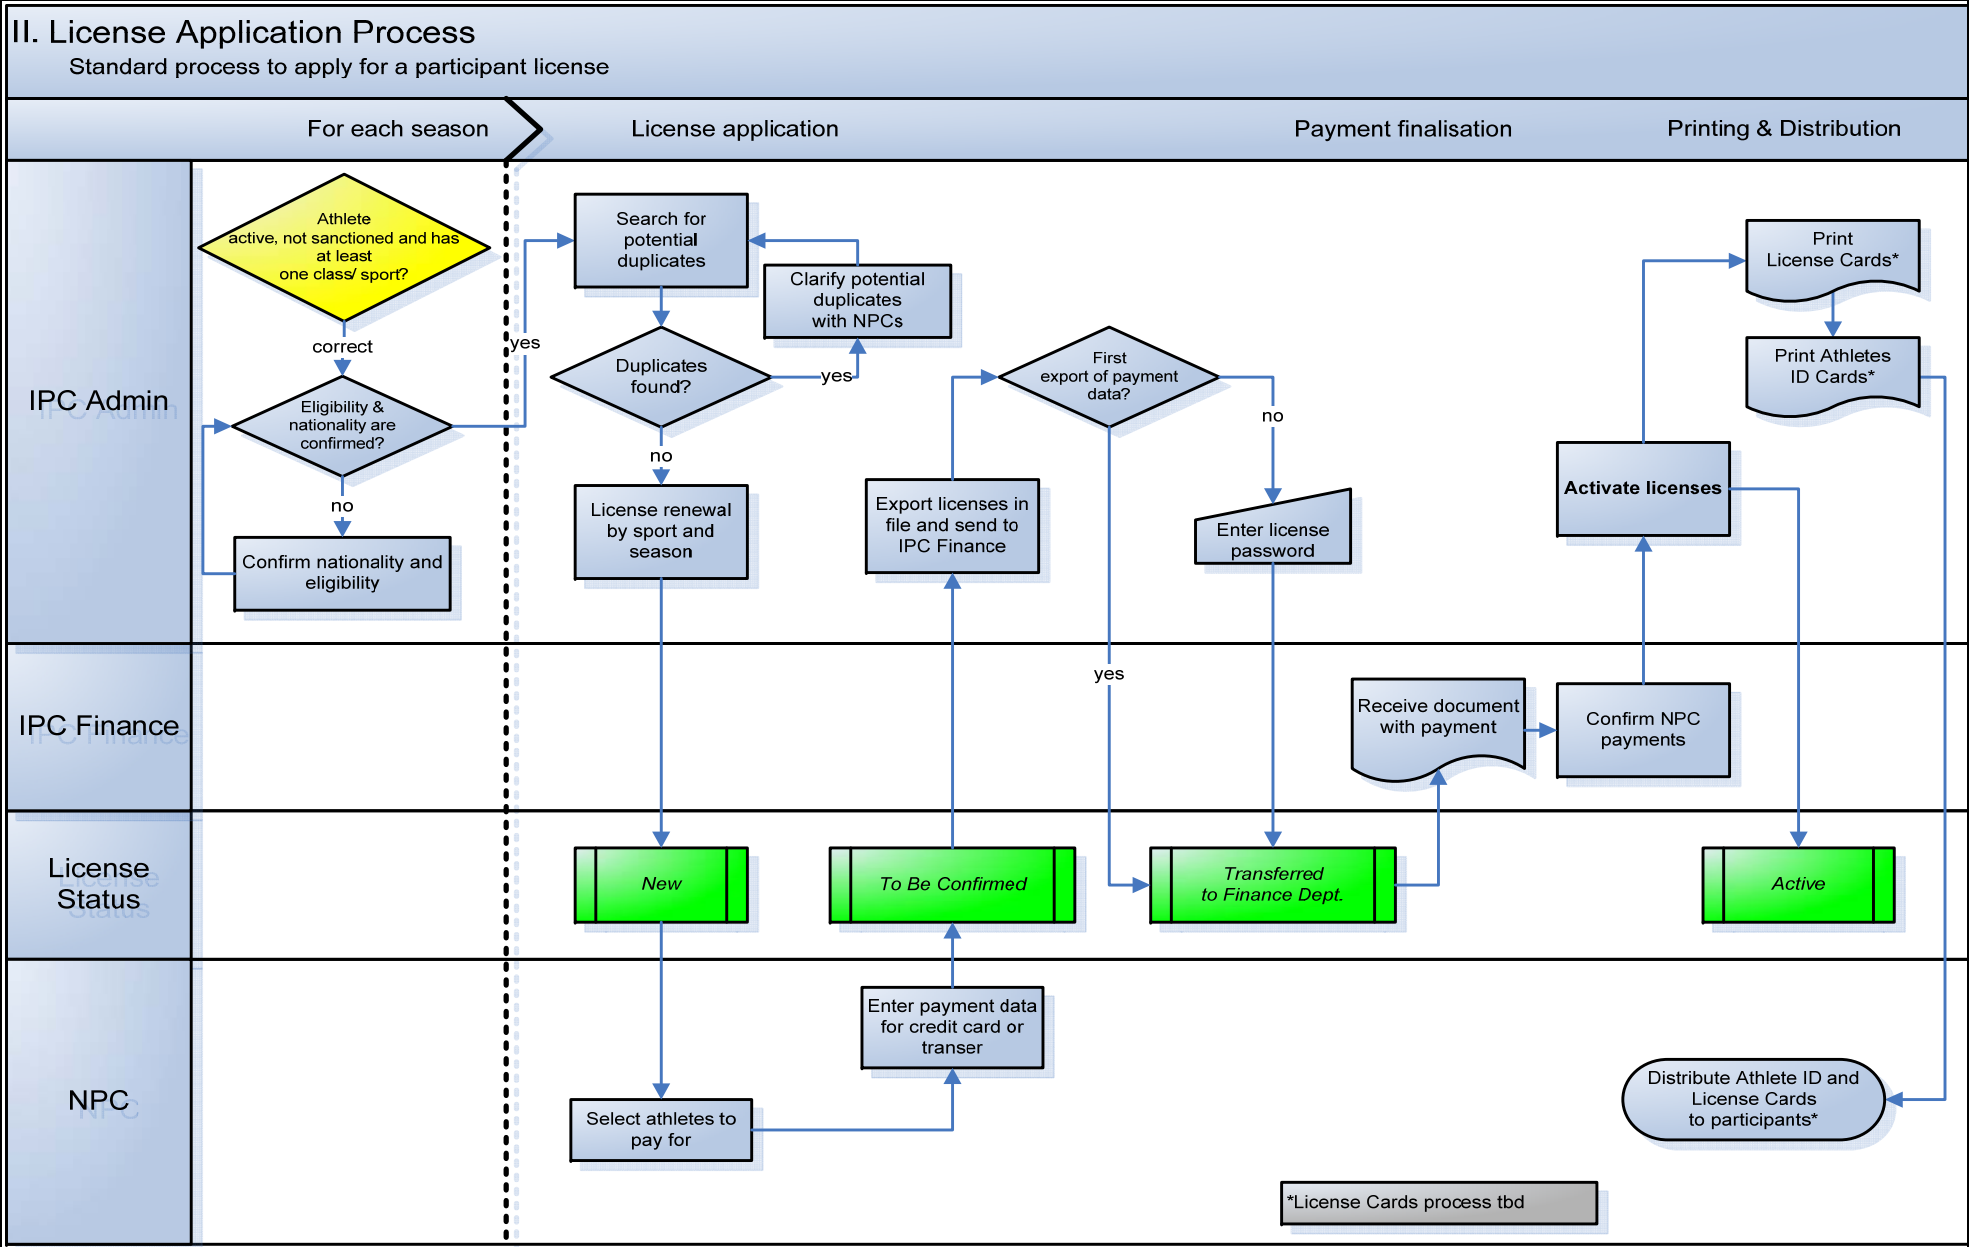 II. License Application Process
Standard process to apply for a participant license
For each season
License application
Payment finalisation
Printing & Distribution
IPC Admin
Athlete
active, not sanctioned and has
at least
one class/ sport?
correct
Eligibility &
nationality are
confirmed?
no
Confirm nationality and
eligibility
yes
Search for
potential
duplicates
Clarify potential
duplicates
with NPCs
Duplicates
found?
yes
no
License renewal
by sport and
season
Export licenses in
file and send to
IPC Finance
First
export of payment
data?
no
Enter license
password
yes
Activate licenses
Print
License Cards*
Print Athletes
ID Cards*
IPC Finance
Receive document
with payment
Confirm NPC
payments
License
Status
New
To Be Confirmed
Transferred
to Finance Dept.
Active
NPC
Enter payment data
for credit card or
transer
Select athletes to
pay for
Distribute Athlete ID and
License Cards
to participants*
*License Cards process tbd